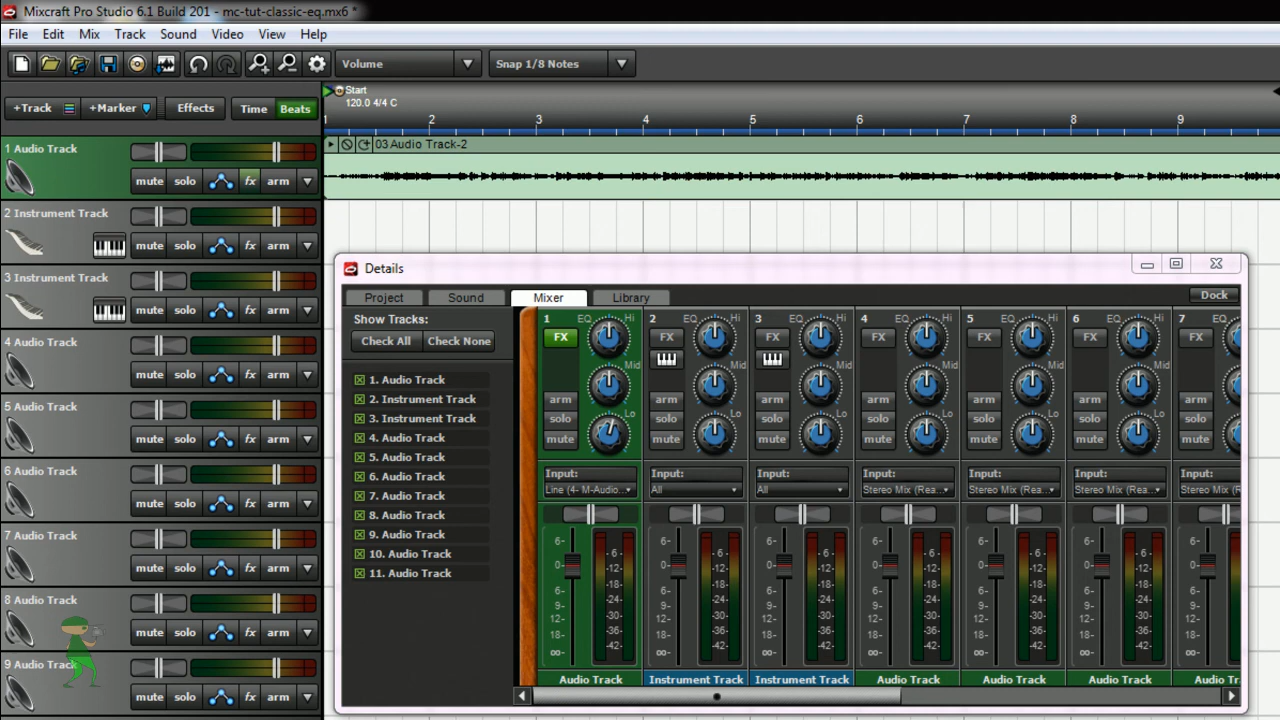 Mixcraft Pro Studio 6.1 Build 201 - mc-tut-classic-eq.mx6 *
File Edit Mix Track Sound Video View Help
Volume Snap 1/8 Notes
+Track +Marker Effects Time Beats
Start
120.0 4/4 C
1 2 3 4 5 6 7 8 9
1 Audio Track
mute solo fx arm
03 Audio Track-2
2 Instrument Track
mute solo fx arm
3 Instrument Track
mute solo fx arm
4 Audio Track
mute solo fx arm
5 Audio Track
mute solo fx arm
6 Audio Track
mute solo fx arm
7 Audio Track
mute solo fx arm
8 Audio Track
mute solo fx arm
9 Audio Track
mute solo fx arm
Details
Project Sound Mixer Library Dock
Show Tracks:
Check All Check None
1. Audio Track
2. Instrument Track
3. Instrument Track
4. Audio Track
5. Audio Track
6. Audio Track
7. Audio Track
8. Audio Track
9. Audio Track
10. Audio Track
11. Audio Track
1 EQ Hi 2 EQ Hi 3 EQ Hi 4 EQ Hi 5 EQ Hi 6 EQ Hi 7 EQ
FX FX FX FX FX FX FX
Mid Mid Mid Mid Mid Mid
arm arm arm arm arm arm arm
Lo Lo Lo Lo Lo Lo
solo solo solo solo solo solo solo
mute mute mute mute mute mute mute
Input: Input: Input: Input: Input: Input: Input:
Line (4- M-Audio... All All Stereo Mix (Rea... Stereo Mix (Rea... Stereo Mix (Rea... Stereo Mix (Rea
6- 6- 6- 6- 6- 6- 6-
- 6- - 6- - 6- - 6- - 6- - 6-
0- 0- 0- 0- 0- 0- 0-
-12- -12- -12- -12- -12- -12-
-18- -18- -18- -18- -18- -18-
6- 6- 6- 6- 6- 6- 6-
-24- -24- -24- -24- -24- -24-
9- 9- 9- 9- 9- 9- 9-
-30- -30- -30- -30- -30- -30-
12- 12- 12- 12- 12- 12- 12-
-36- -36- -36- -36- -36- -36-
18- 18- 18- 18- 18- 18- 18-
-42- -42- -42- -42- -42- -42-
∞- ∞- ∞- ∞- ∞- ∞- ∞-
Audio Track Instrument Track Instrument Track Audio Track Audio Track Audio Track Audio Tr